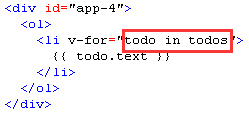 <div id="app-4">
<ol>
<li v-for="todo in todos">
{{ todo.text }}
</li>
</ol>
</div>